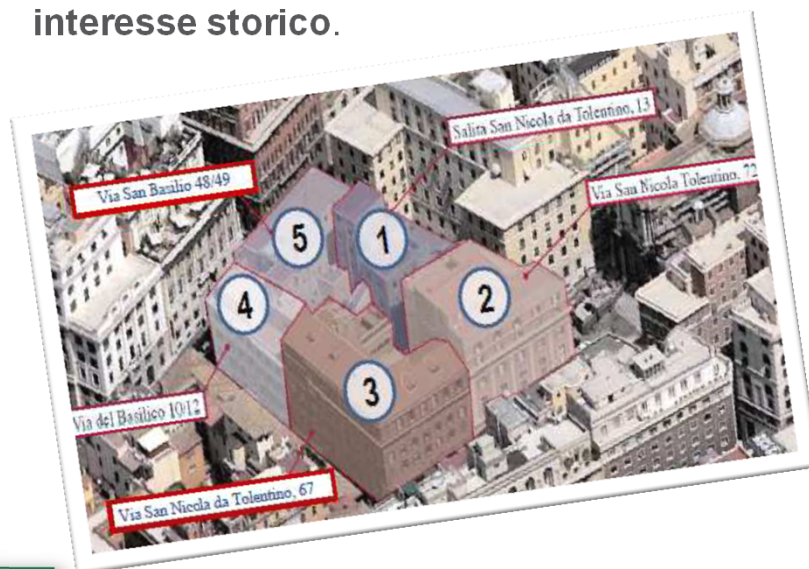 interesse storico.
Salita San Nicola da Tolentino, 13
Via San Nicola Tolentino, 72
Via San Basilio 48/49
5
1
2
4
3
Via del Basilico 10/12
Via San Nicola da Tolentino, 67